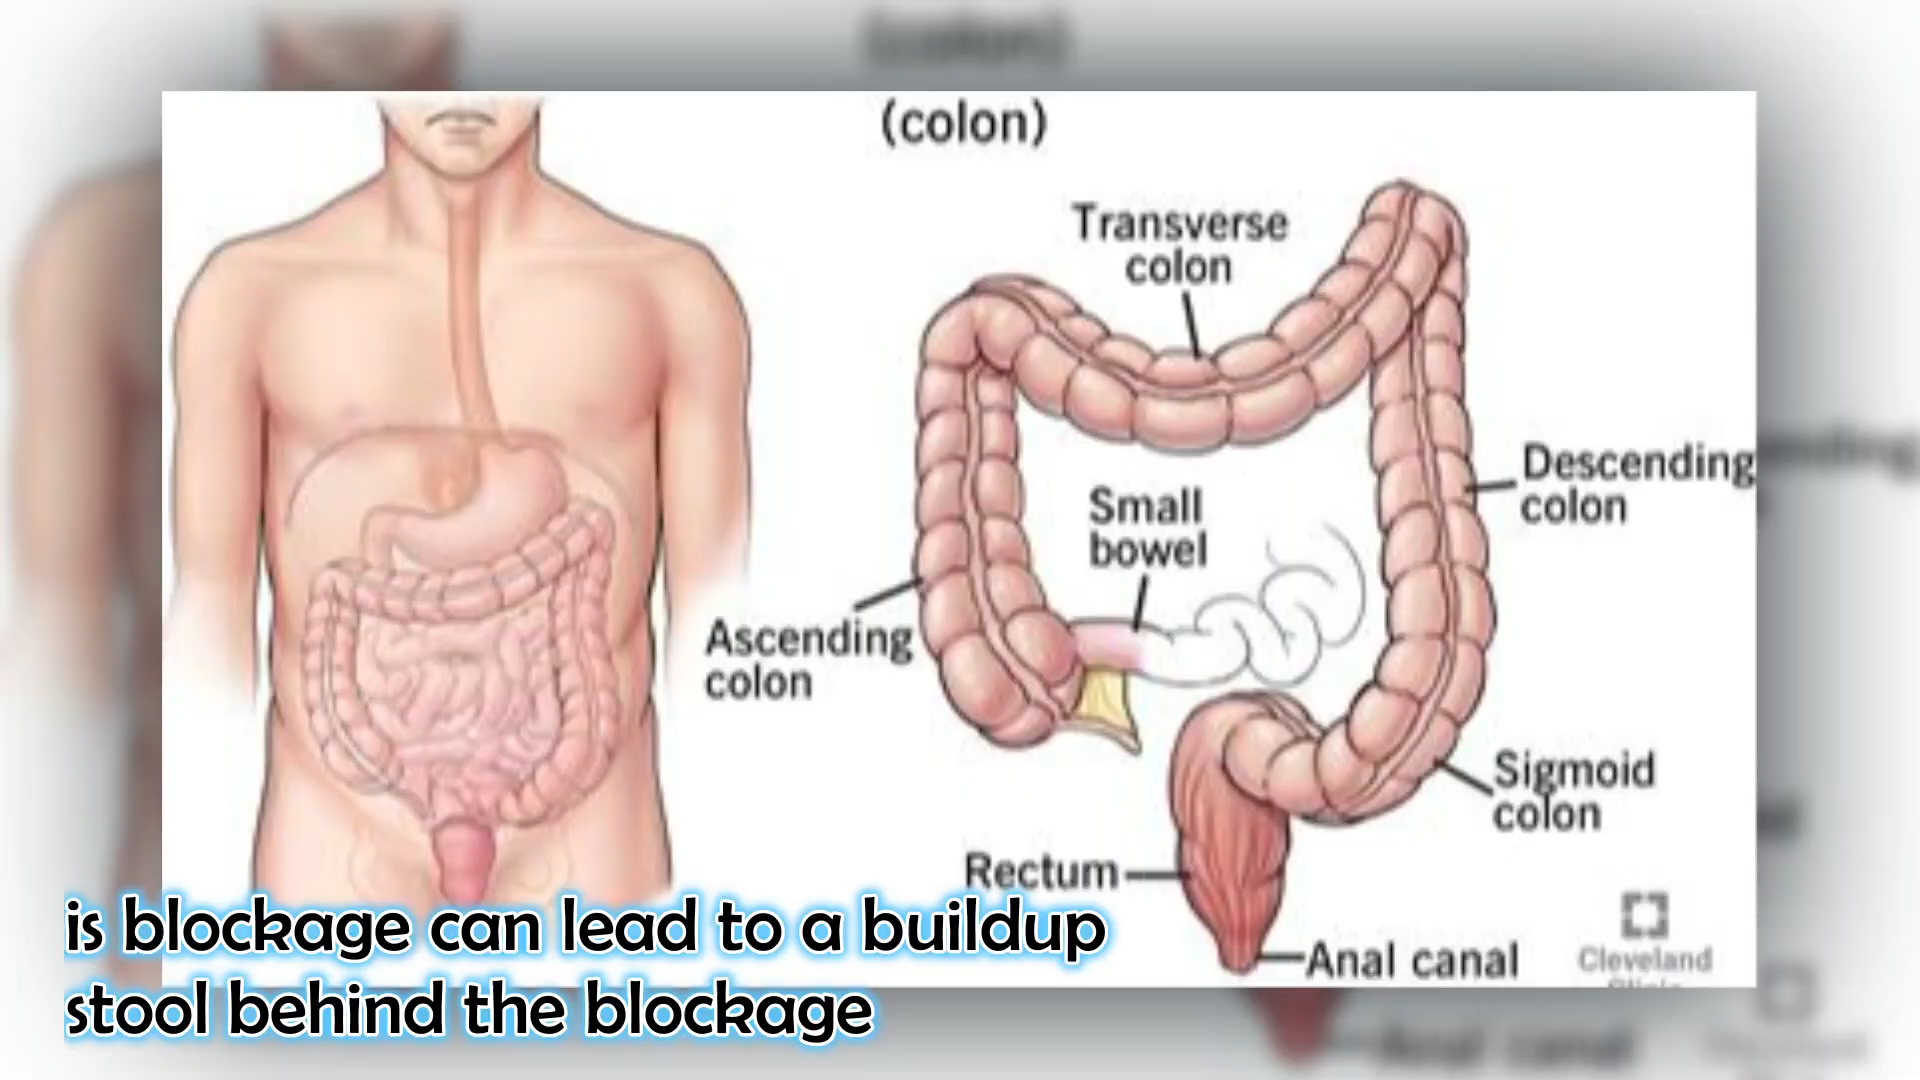 (colon)
Transverse
colon
Small
bowel
Descending
colon
Ascending
colon
Sigmoid
colon
Rectum
Anal canal
Cleveland
is blockage can lead to a buildup
stool behind the blockage